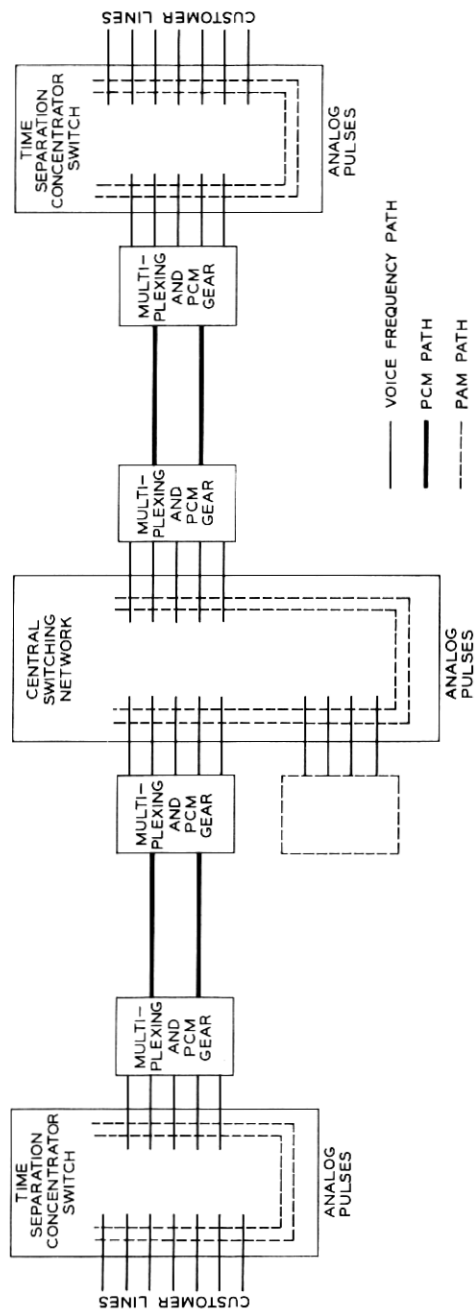 CUSTOMER LINES
TIME
SEPARATION
CONCENTRATOR
SWITCH
ANALOG
PULSES
MULTI-
PLEXING
AND
PCM
GEAR
MULTI-
PLEXING
AND
PCM
GEAR
CENTRAL
SWITCHING
NETWORK
ANALOG
PULSES
MULTI-
PLEXING
AND
PCM
GEAR
MULTI-
PLEXING
AND
PCM
GEAR
TIME
SEPARATION
CONCENTRATOR
SWITCH
ANALOG
PULSES
CUSTOMER LINES
VOICE FREQUENCY PATH
PCM PATH
PAM PATH